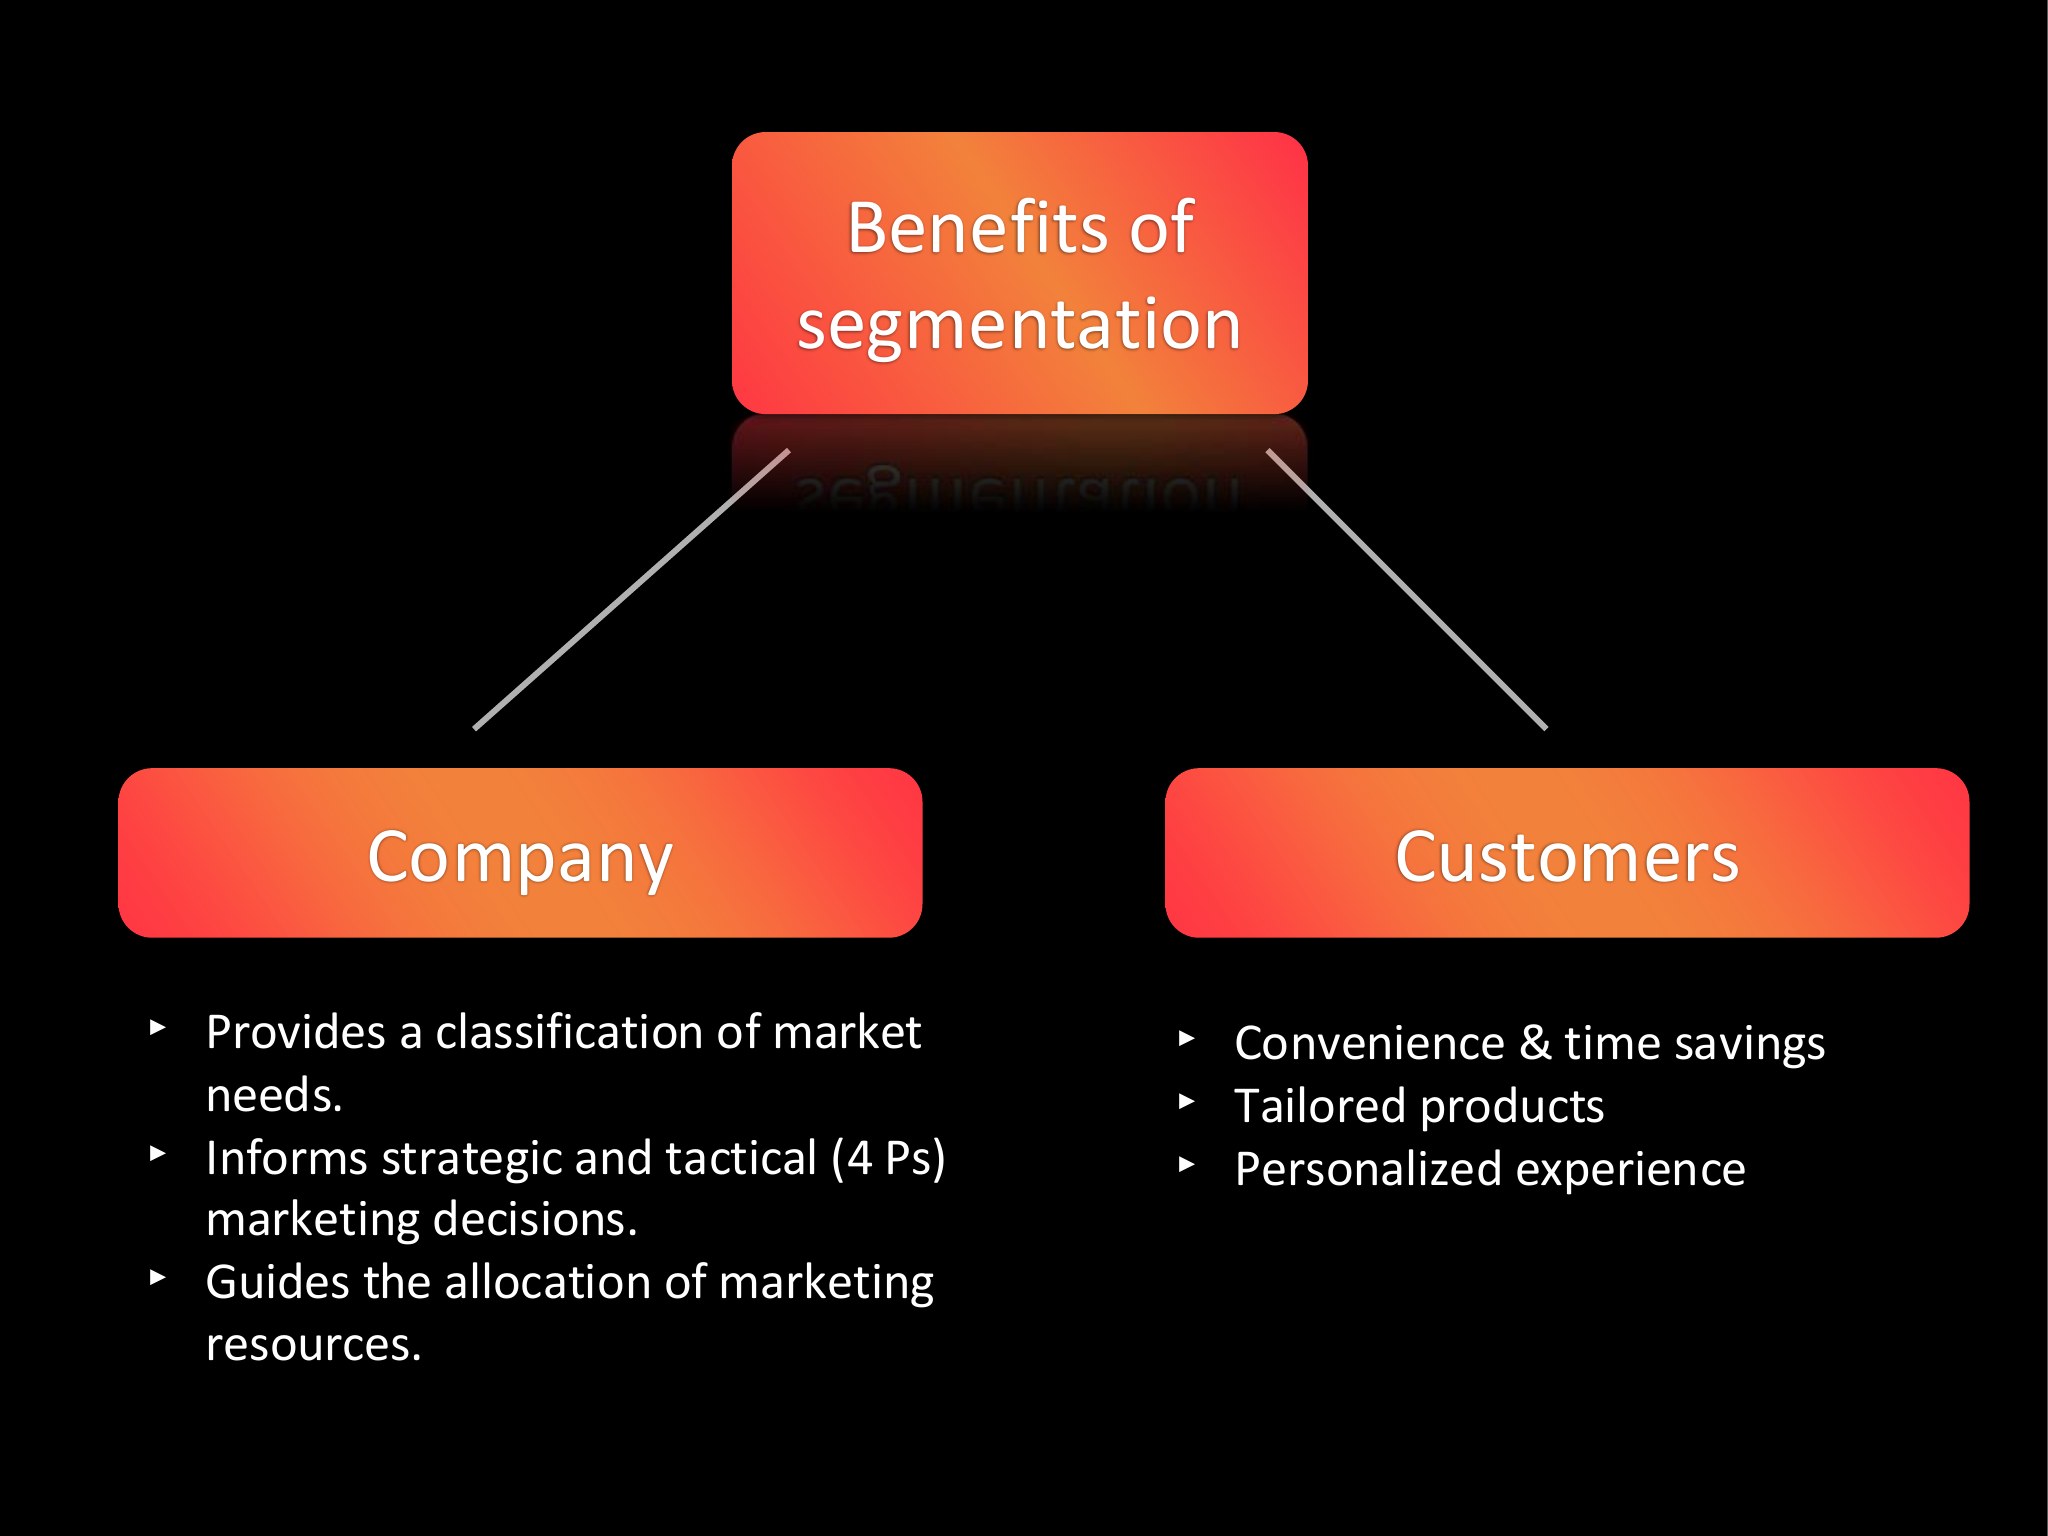 Benefits of
segmentation
Company
Provides a classification of market
needs.
Informs strategic and tactical (4 Ps)
marketing decisions.
Guides the allocation of marketing
resources.
Customers
Convenience & time savings
Tailored products
Personalized experience